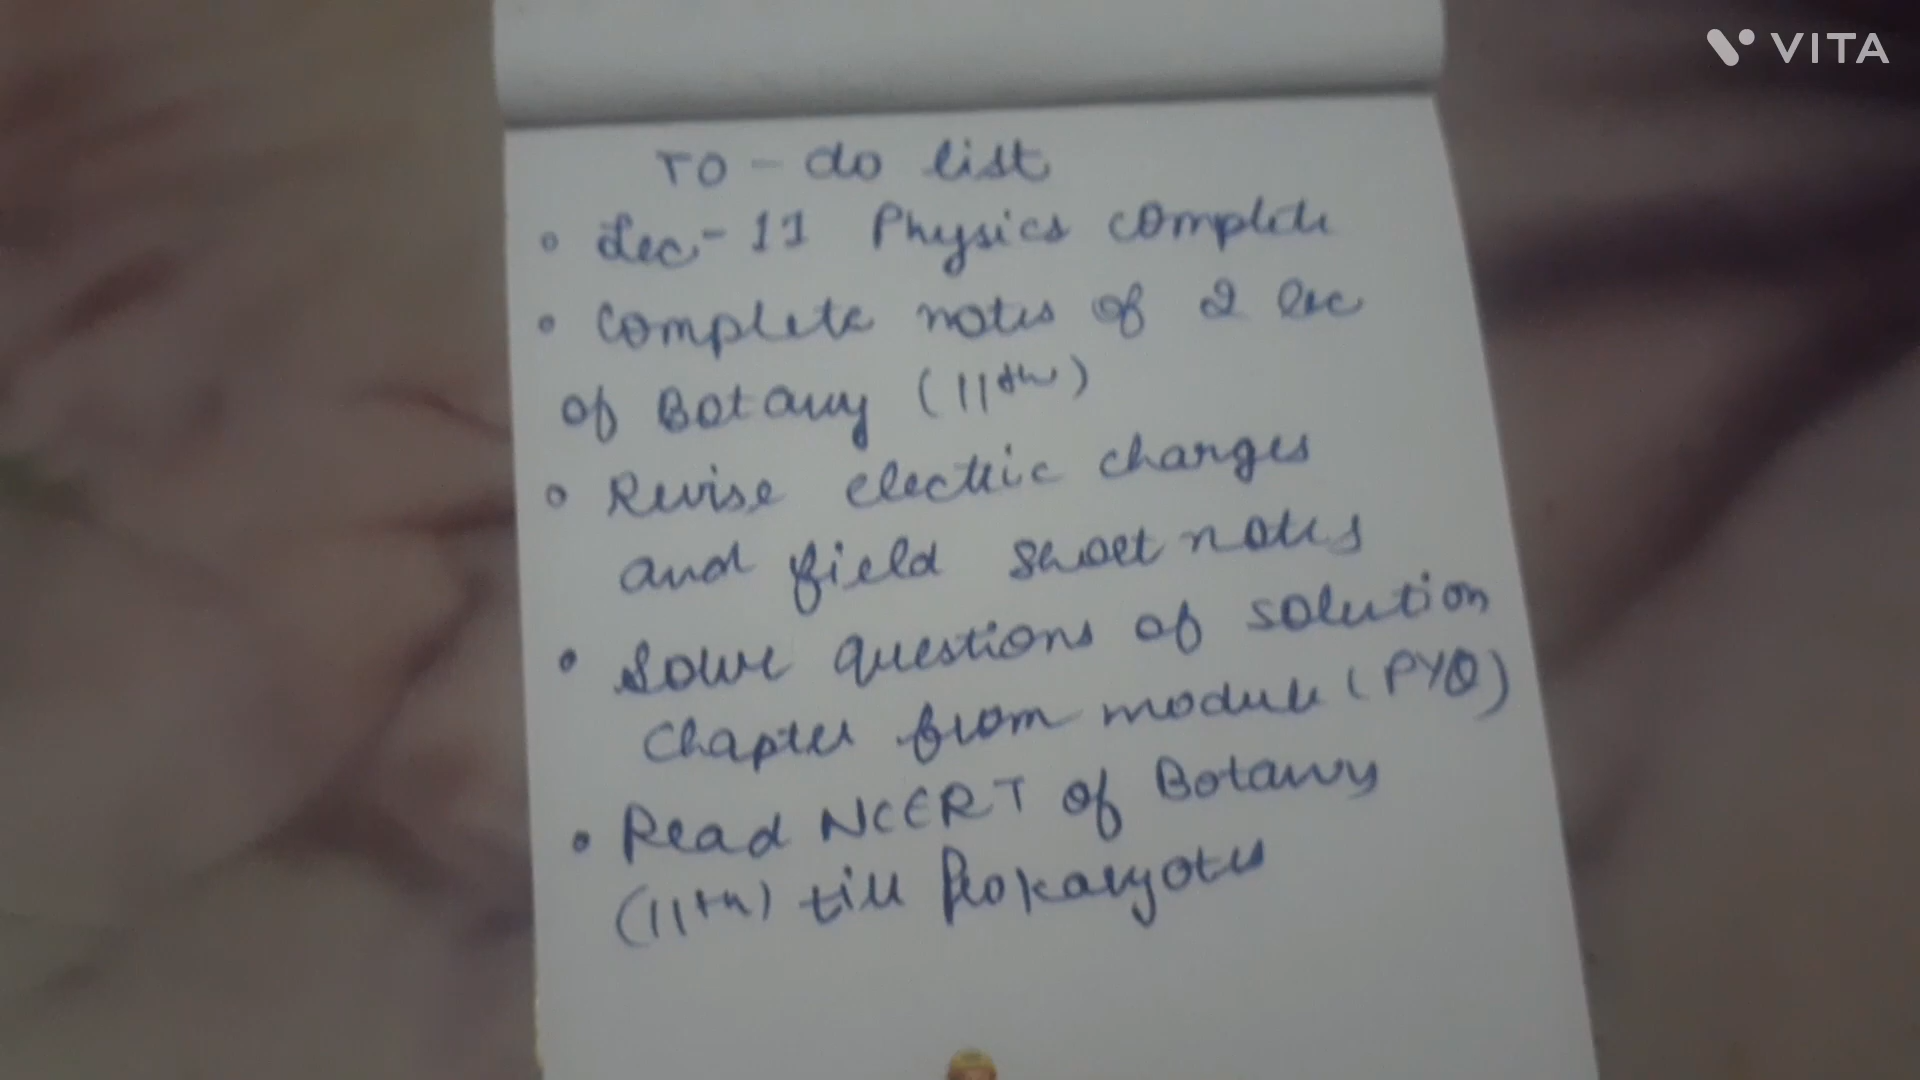 VITA
TO - do list
• Lec - 11 Physics complete
• Complete notes of 2 lec
of Botany (11th)
• Revise electric charges
and field short notes
• Solve questions of solution
Chapter from module (PYQ)
• Read NCERT of Botany
(11th) till Prokaryotes